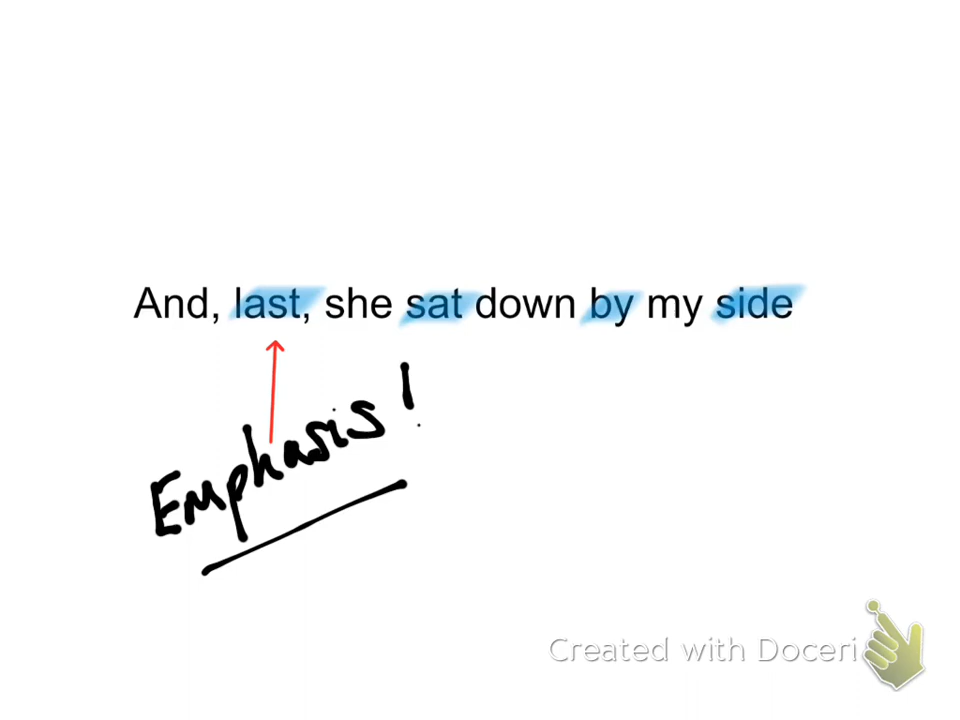 And, last, she sat down by my side
Emphasis!
Created with Doceri